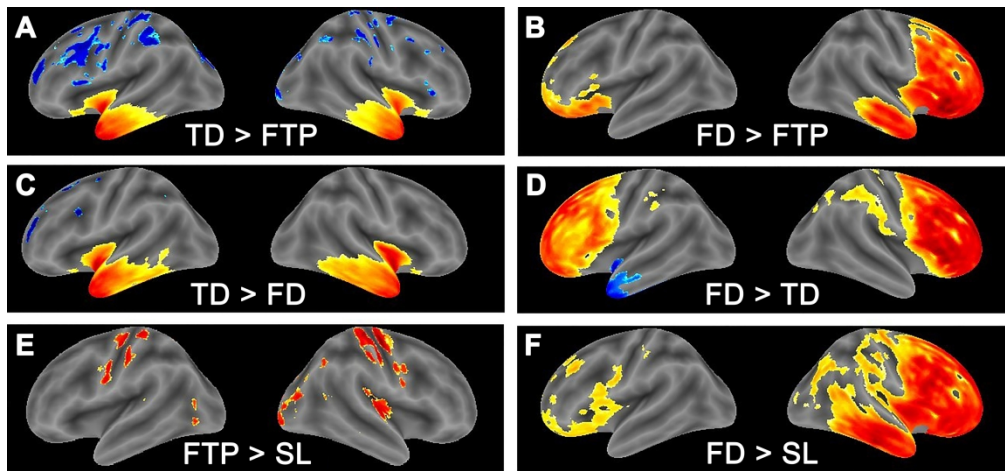 A
TD > FTP
B
FD > FTP
C
TD > FD
D
FD > TD
E
FTP > SL
F
FD > SL